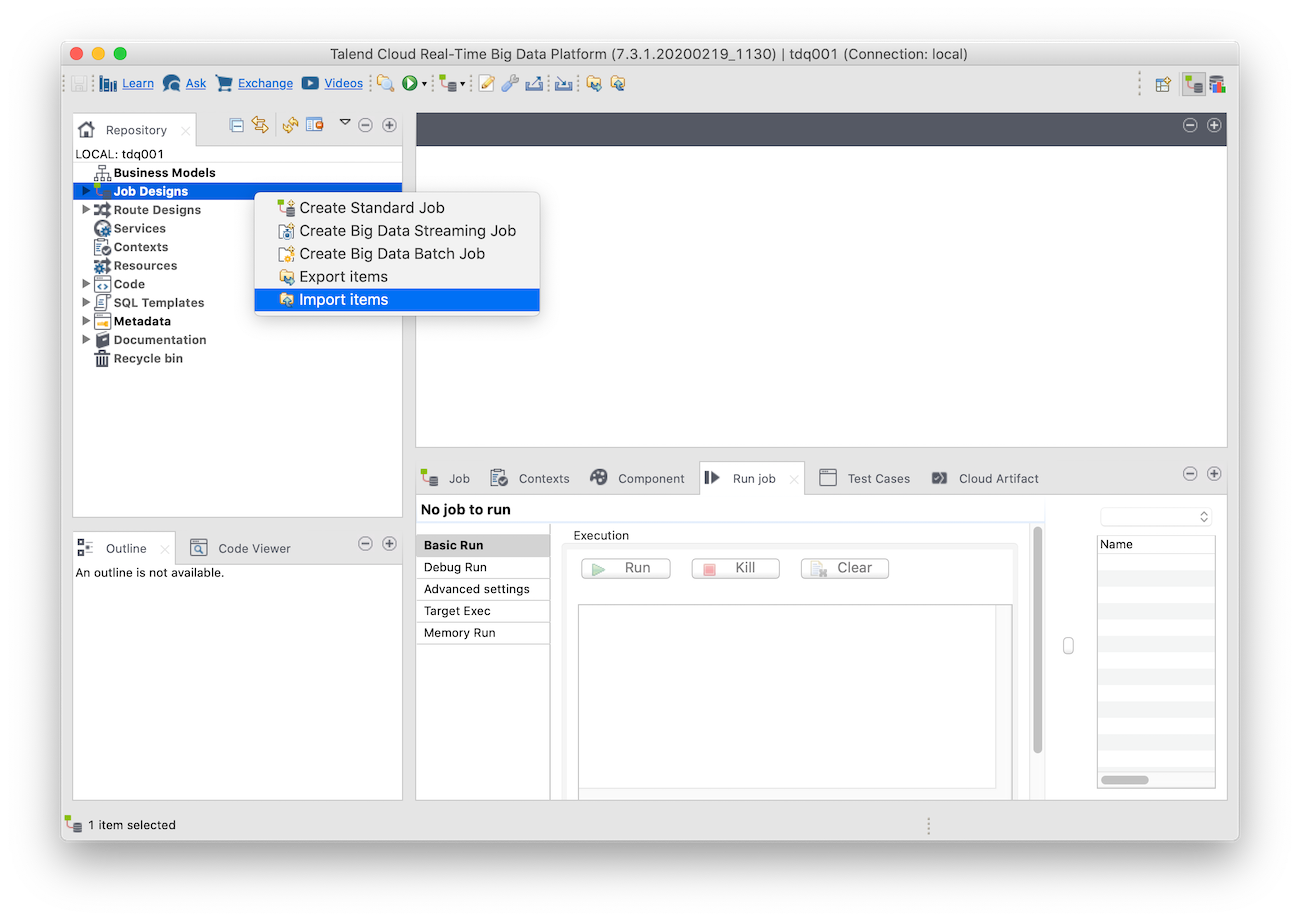 Talend Cloud Real-Time Big Data Platform (7.3.1.20200219_1130) | tdq001 (Connection: local)
Learn Ask Exchange Videos
Repository
LOCAL: tdq001
Business Models
Job Designs
Route Designs
Services
Contexts
Resources
Code
SQL Templates
Metadata
Documentation
Recycle bin
Create Standard Job
Create Big Data Streaming Job
Create Big Data Batch Job
Export items
Import items
Job Contexts Component Run job Test Cases Cloud Artifact
No job to run
Basic Run
Debug Run
Advanced settings
Target Exec
Memory Run
Execution
Run Kill Clear
Name
Outline Code Viewer
An outline is not available.
1 item selected